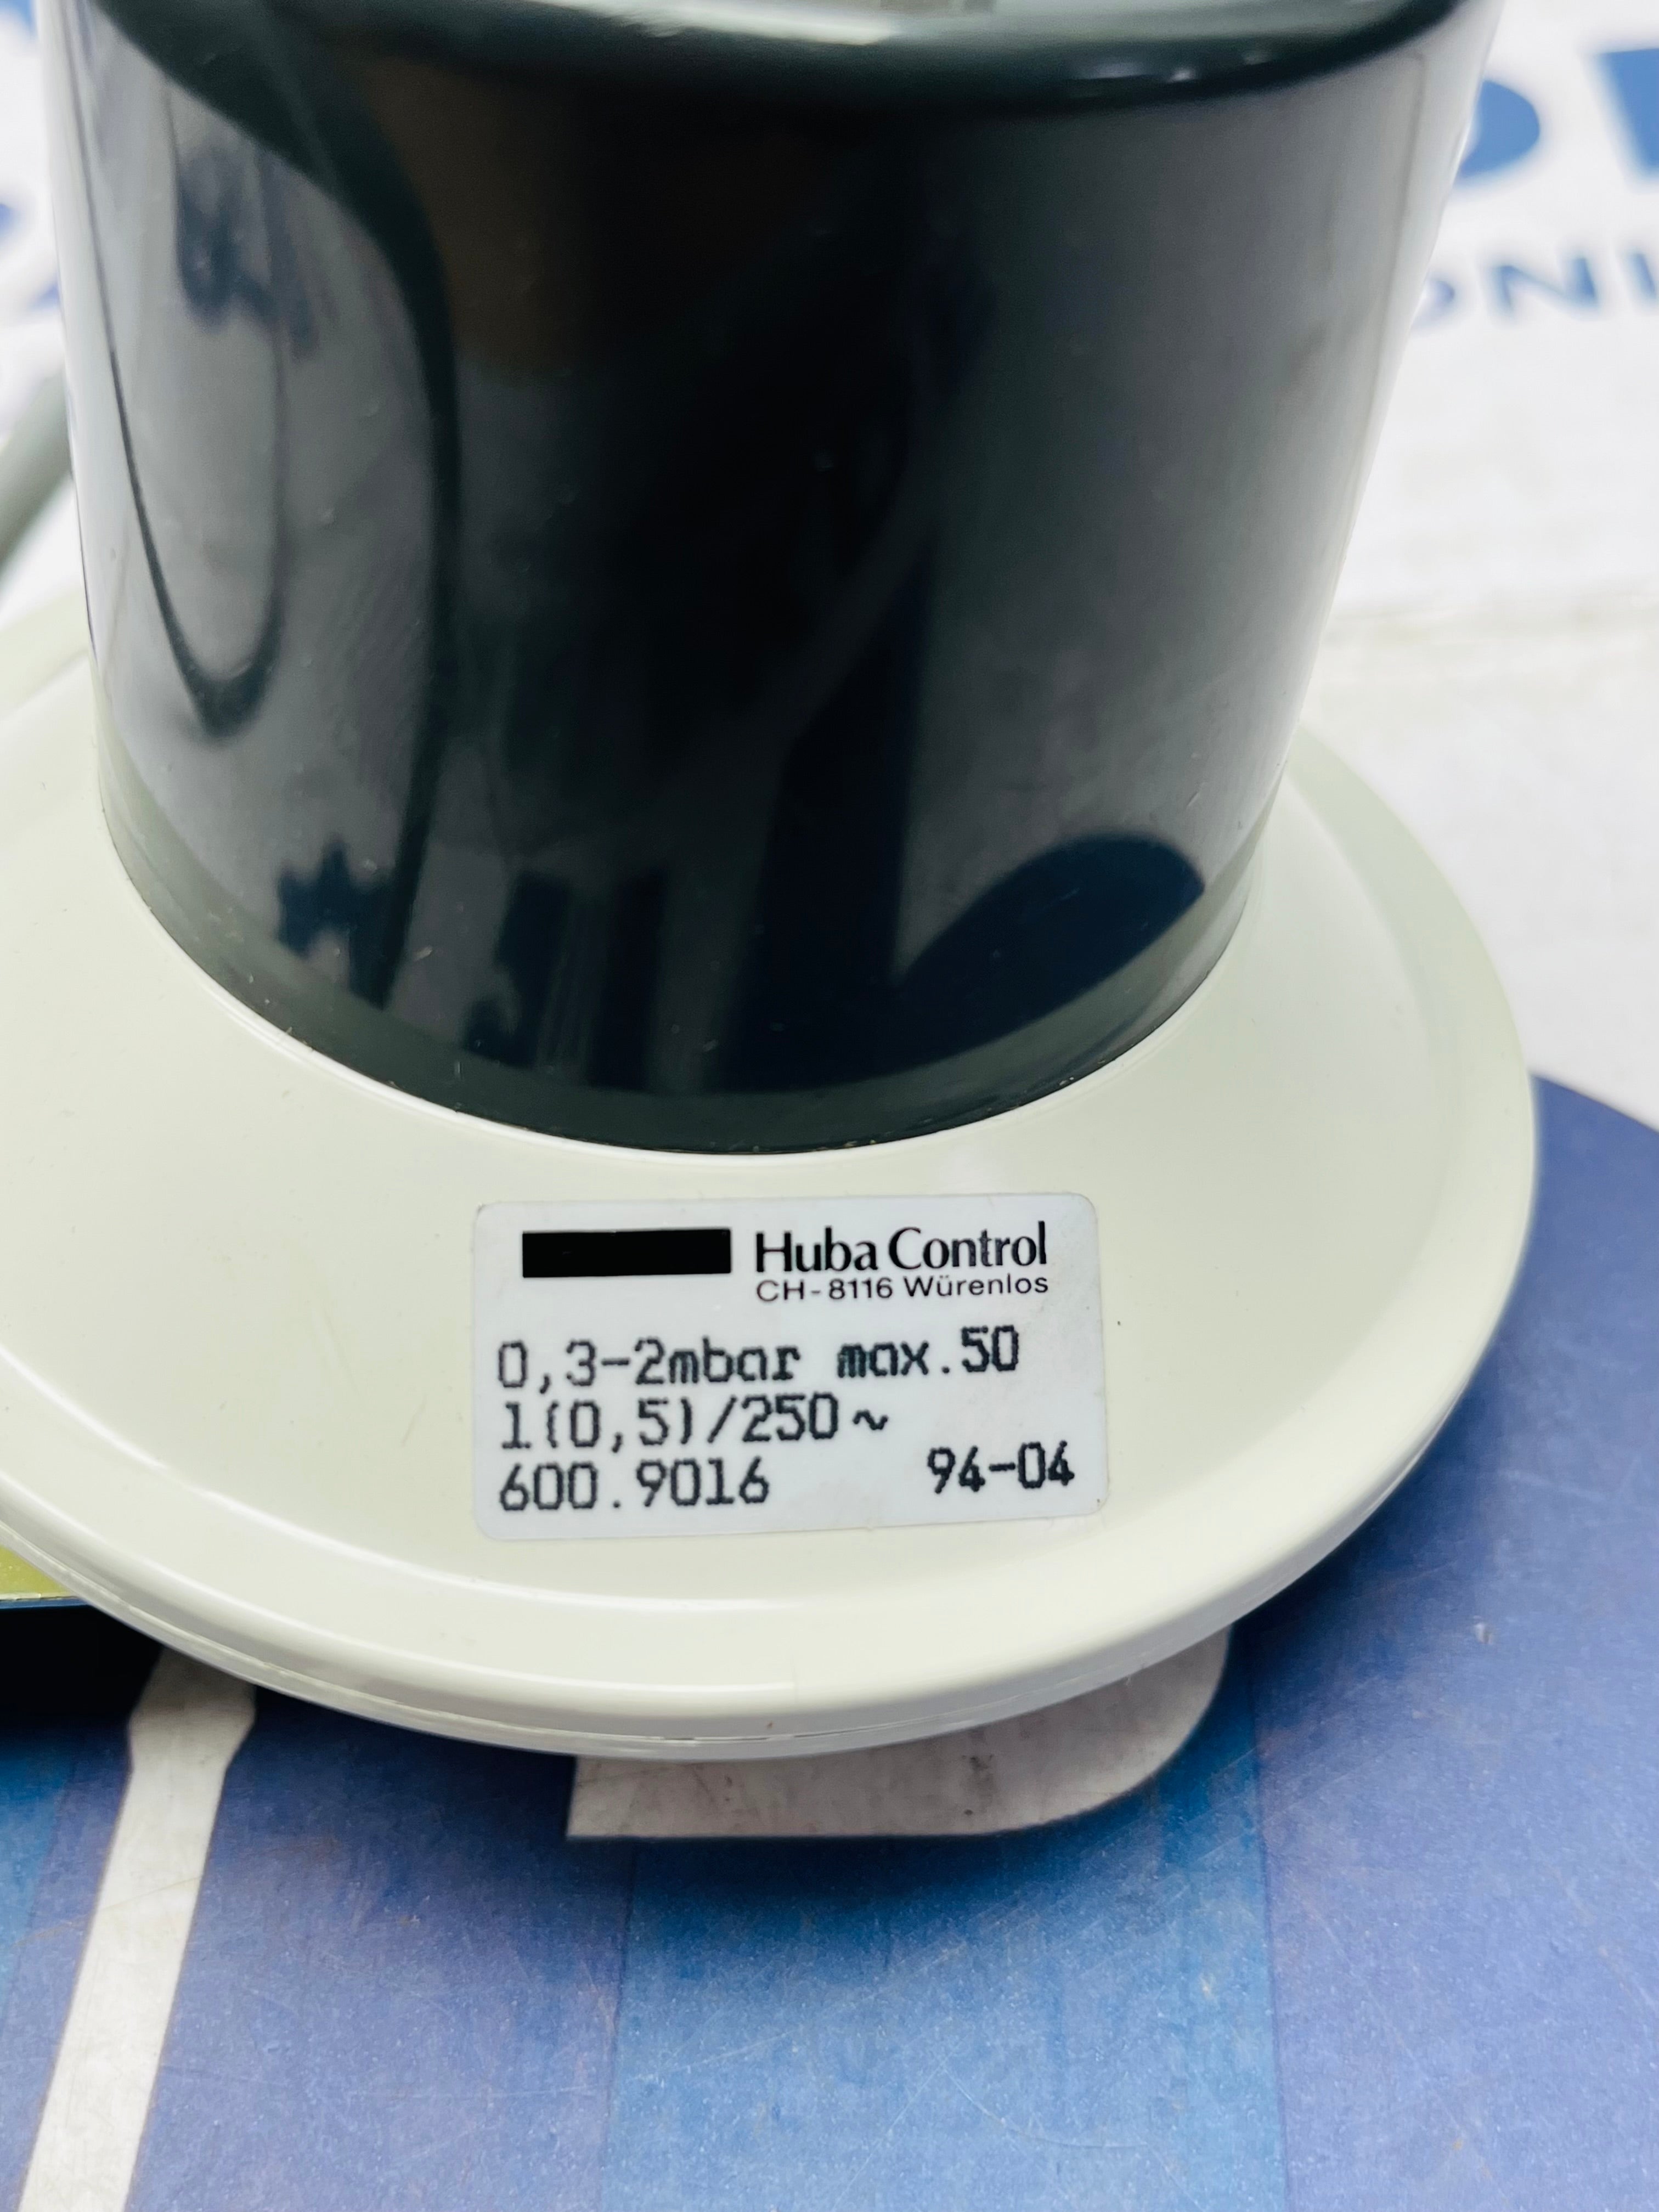 Huba Control
CH-8116 Würenlos
0,3-2mbar max.50
1(0,5)/250~
600.9016 94-04